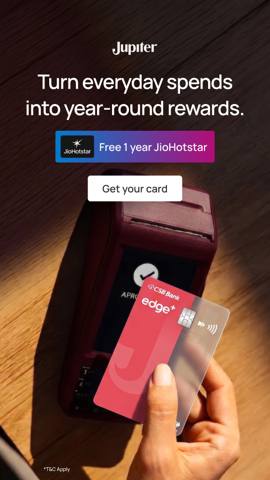 Jupiter
Turn everyday spends
into year-round rewards.
JioHotstar
Free 1 year JioHotstar
Get your card
CSB Bank
edge+
*T&C Apply